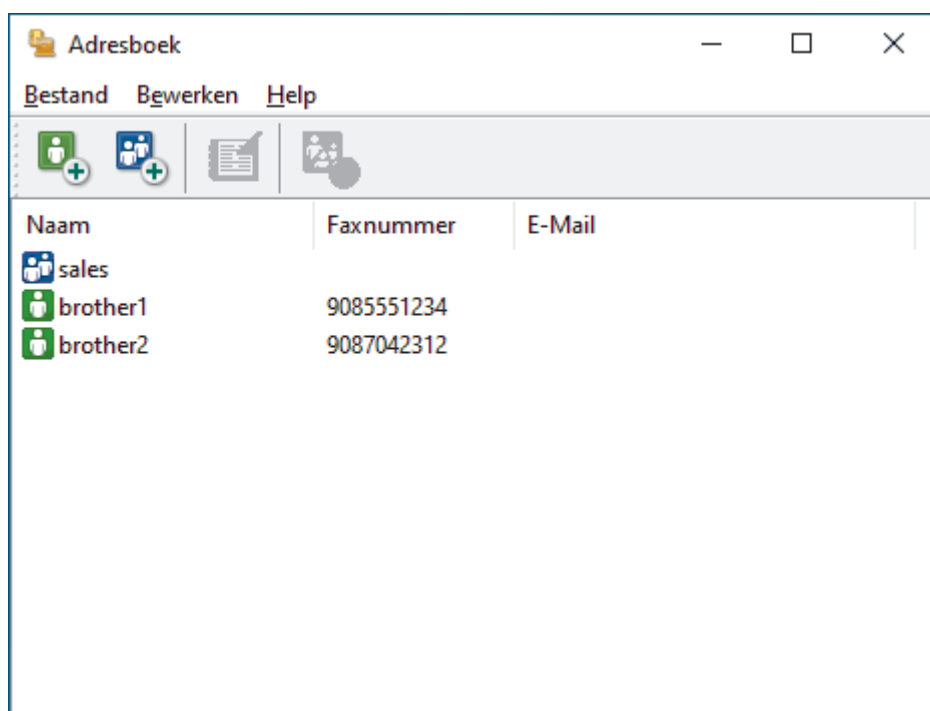 Adresboek
Bestand Bewerken Help
Naam Faxnummer E-Mail
sales
brother1 9085551234
brother2 9087042312